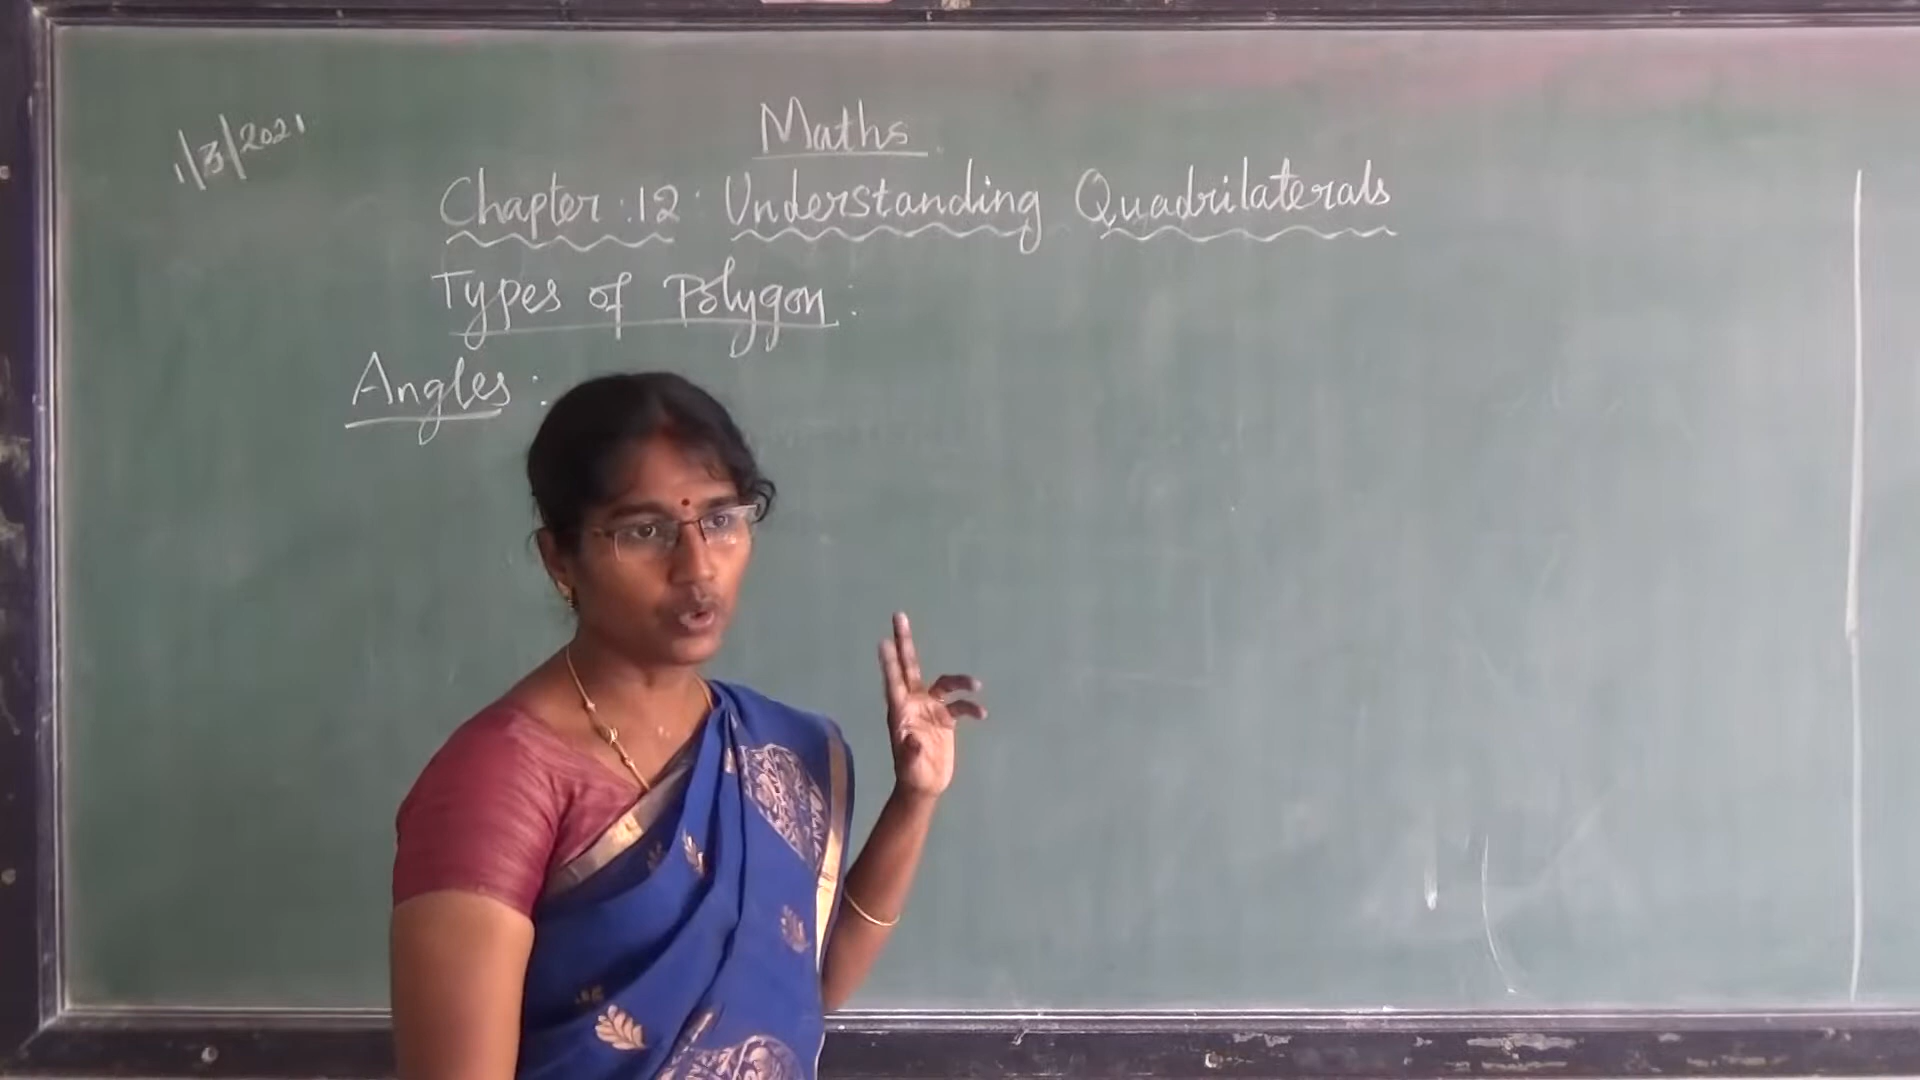 1/3/2021
Maths
Chapter : 12 : Understanding Quadrilaterals
Types of Polygon :
Angles :